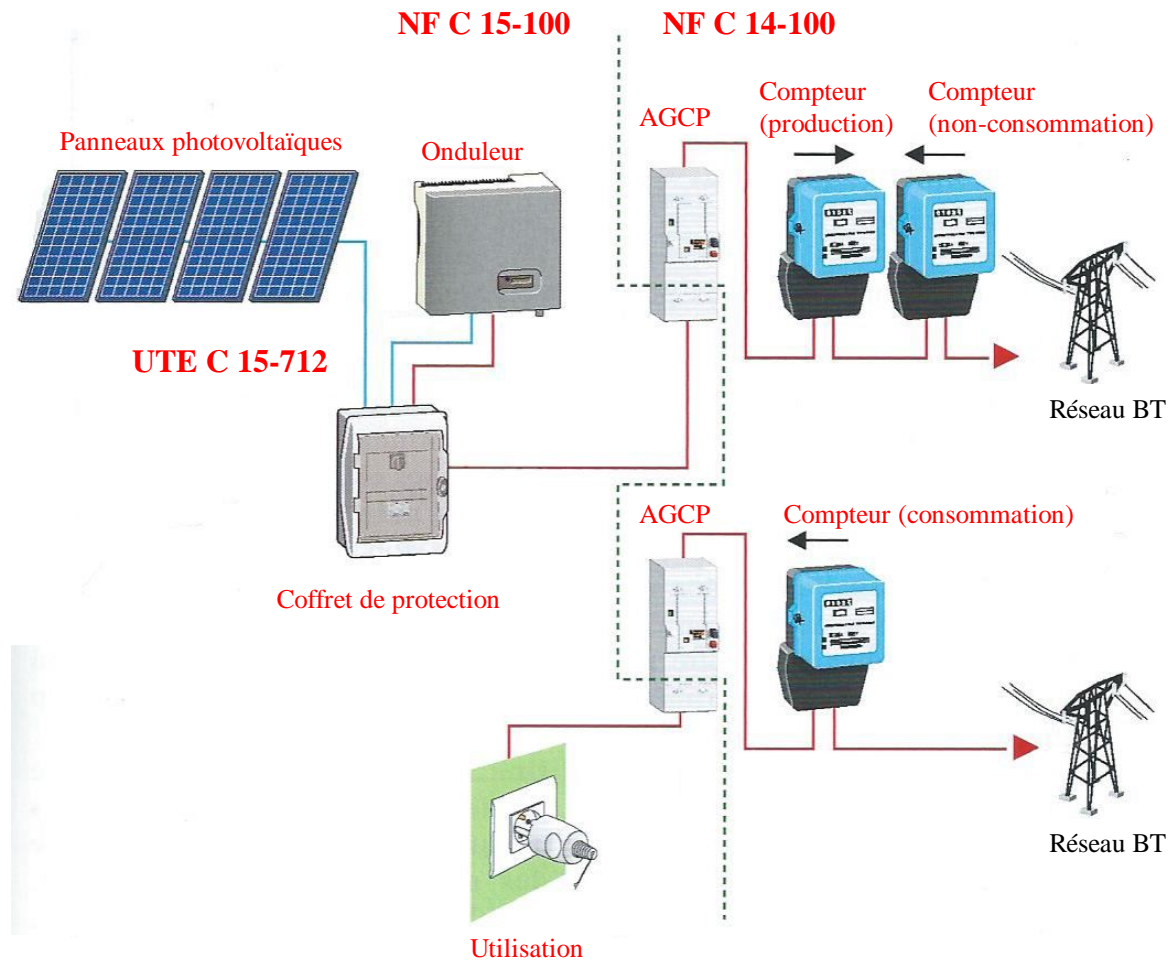 NF C 15-100
NF C 14-100
Panneaux photovoltaïques
Onduleur
AGCP
Compteur
(production)
Compteur
(non-consommation)
UTE C 15-712
Réseau BT
Coffret de protection
AGCP
Compteur (consommation)
Réseau BT
Utilisation